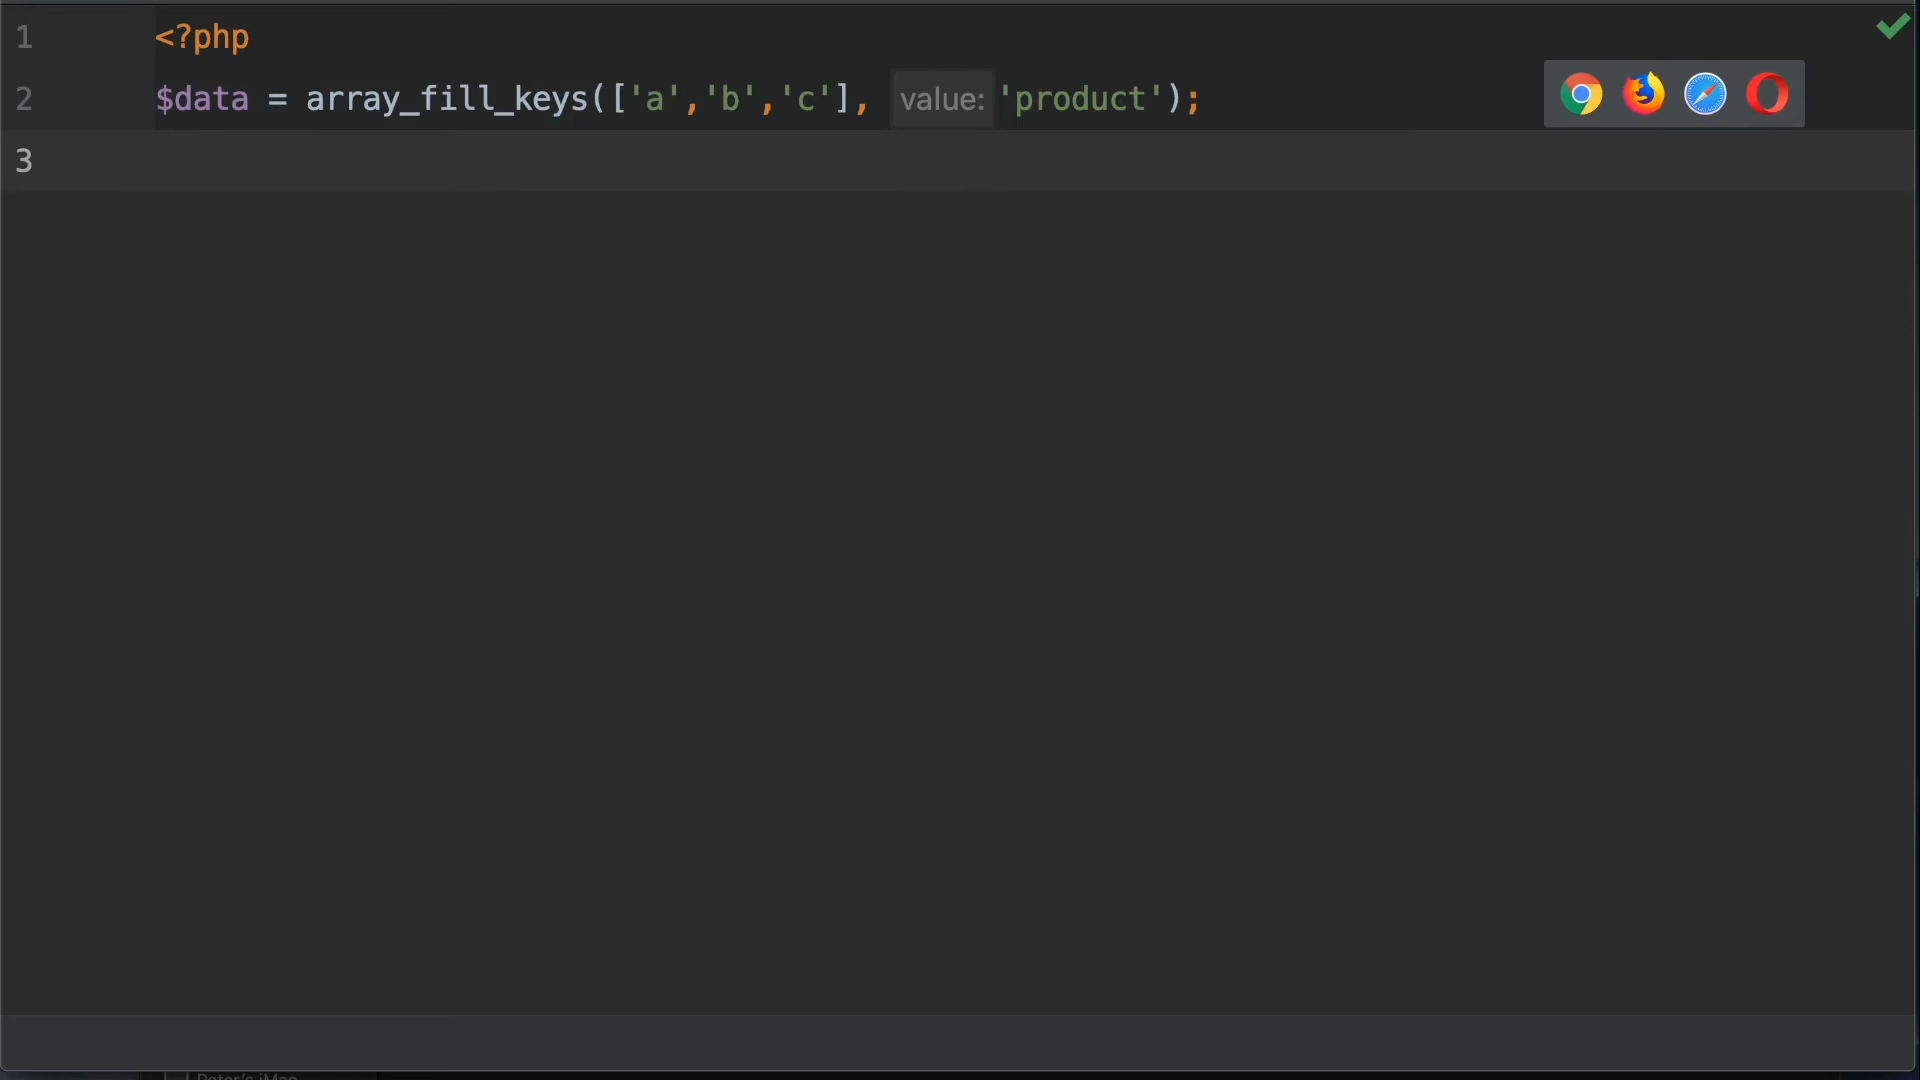 1 <?php
2 $data = array_fill_keys(['a','b','c'], value: 'product');
3